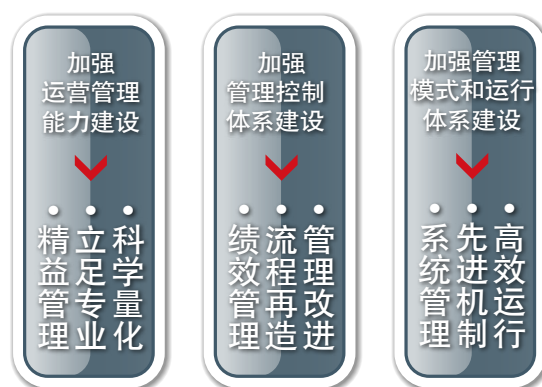 加强
运营管理
能力建设
• 科学量化
• 立足专业
• 精益管理
加强
管理控制
体系建设
• 管理改进
• 流程再造
• 绩效管理
加强管理
模式和运行
体系建设
• 高效运行
• 先进机制
• 系统管理